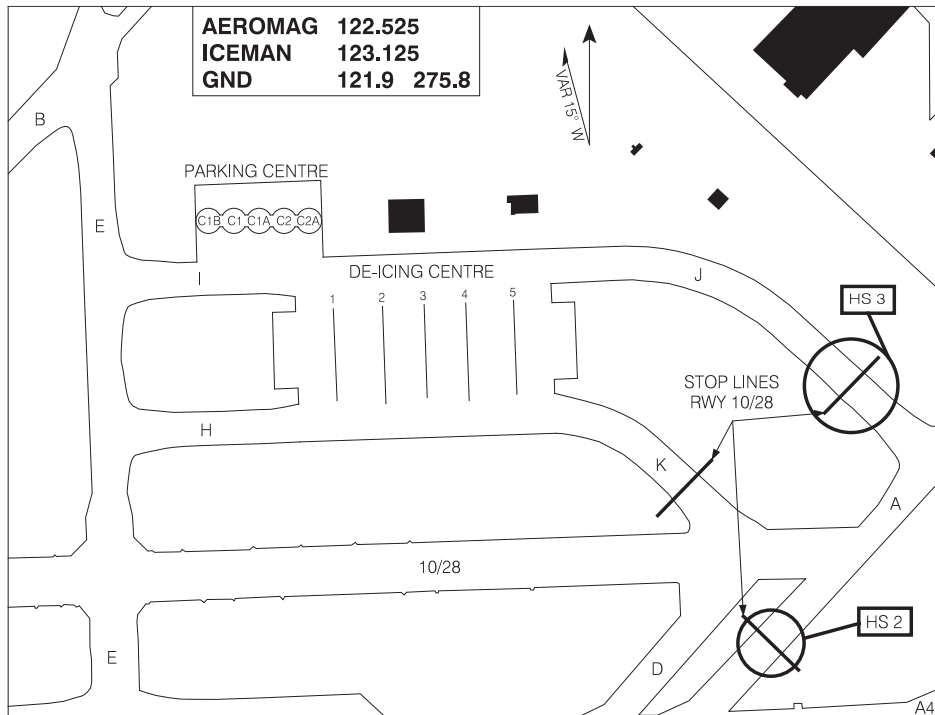 AEROMAG 122.525
ICEMAN 123.125
GND 121.9 275.8
VAR 15° W
B
PARKING CENTRE
C1B C1 C1A C2 C2A
E
I
DE-ICING CENTRE
J
1 2 3 4 5
HS 3
STOP LINES
RWY 10/28
H
K
A
10/28
HS 2
E
D
A4